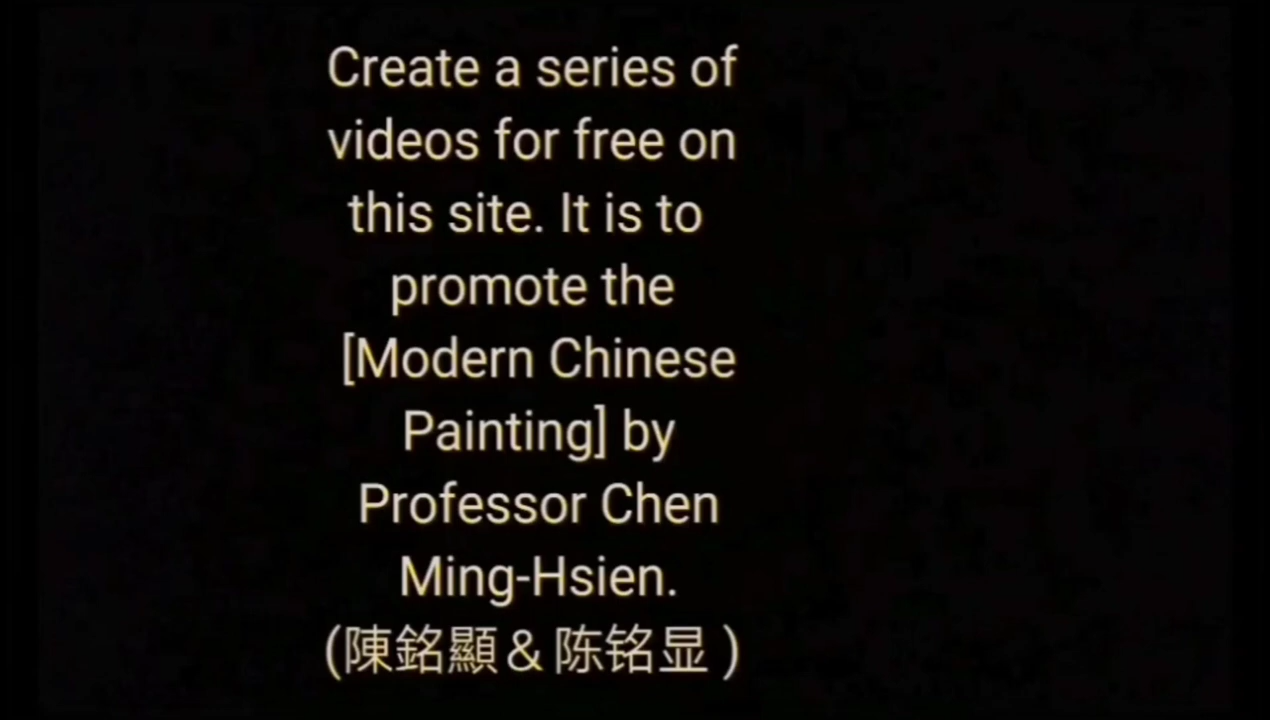 Create a series of
videos for free on
this site. It is to
promote the
[Modern Chinese
Painting] by
Professor Chen
Ming-Hsien.
(陳銘顯 & 陈铭显 )